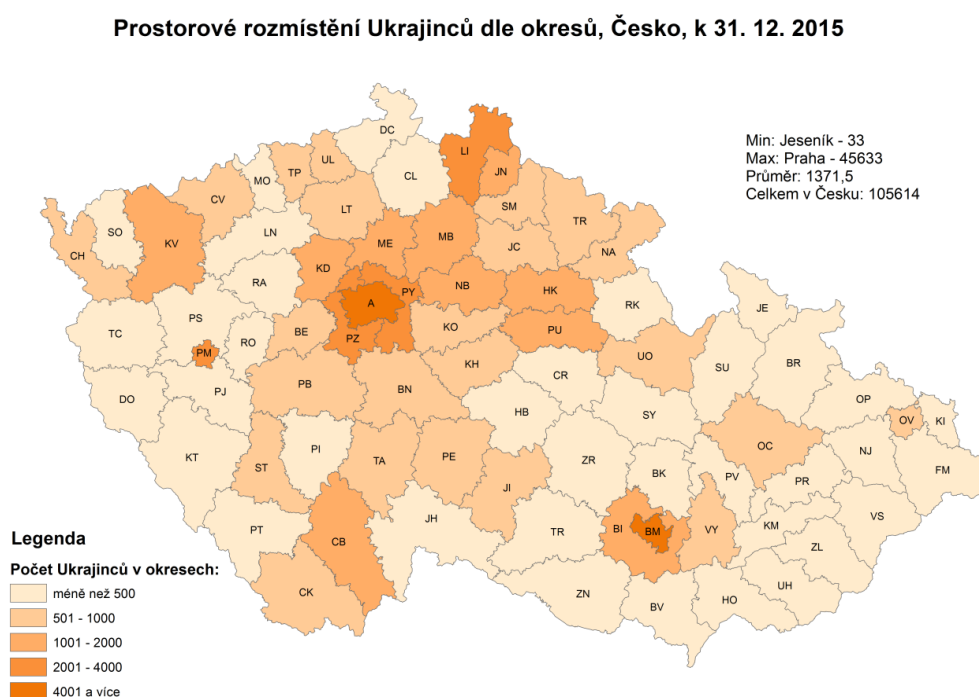 Prostorové rozmístění Ukrajinců dle okresů, Česko, k 31. 12. 2015
Min: Jeseník - 33
Max: Praha - 45633
Průměr: 1371,5
Celkem v Česku: 105614
DC
LI
UL
TP
MO
CL
JN
CV
LT
SM
SO
LN
ME
MB
JC
TR
CH
KV
NA
KD
RA
PY
NB
HK
A
RK
JE
TC
PS
RO
BE
PZ
KO
PU
PM
UO
KH
BR
CR
SU
PB
BN
PJ
DO
HB
SY
OP
OV
KI
KT
PI
ST
TA
PE
ZR
BK
OC
NJ
FM
JI
PV
PR
VS
PT
CB
JH
TR
BI
BM
VY
KM
ZL
CK
ZN
BV
HO
UH
Legenda
Počet Ukrajinců v okresech:
méně než 500
501 - 1000
1001 - 2000
2001 - 4000
4001 a více